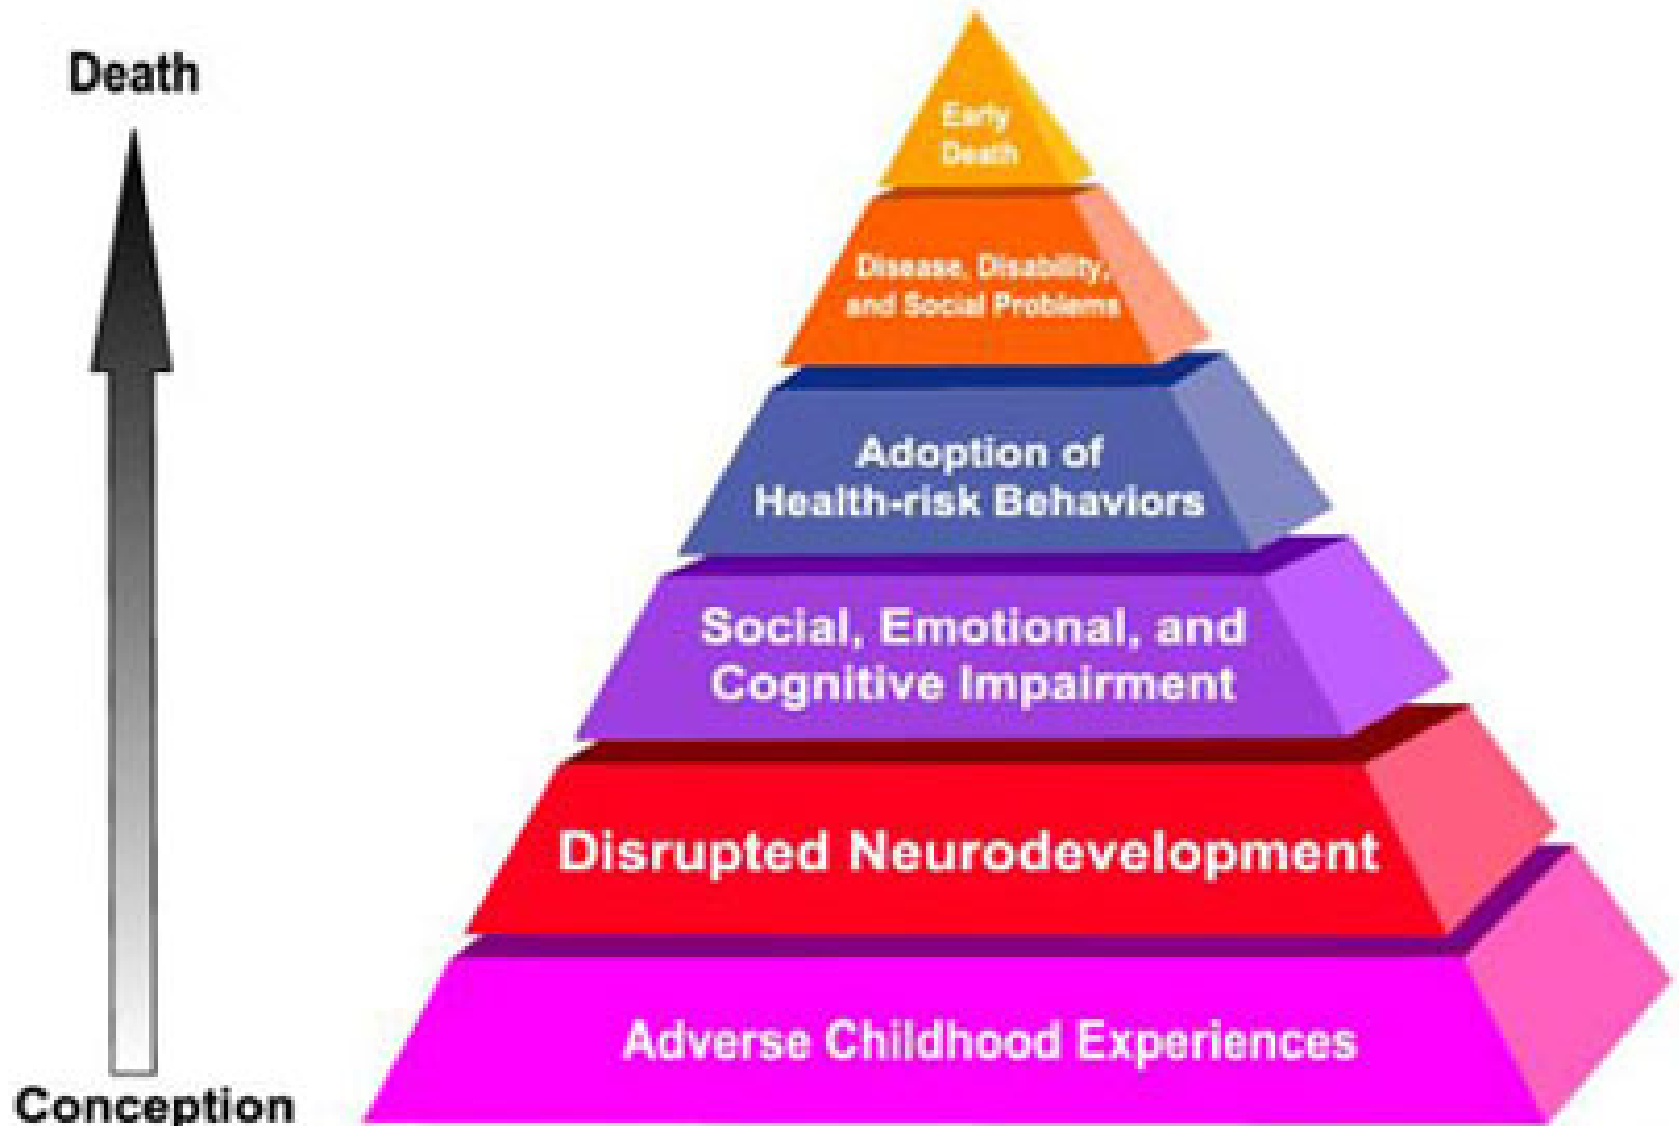 Death
Early
Death
Disease, Disability,
and Social Problems
Adoption of
Health-risk Behaviors
Social, Emotional, and
Cognitive Impairment
Disrupted Neurodevelopment
Adverse Childhood Experiences
Conception